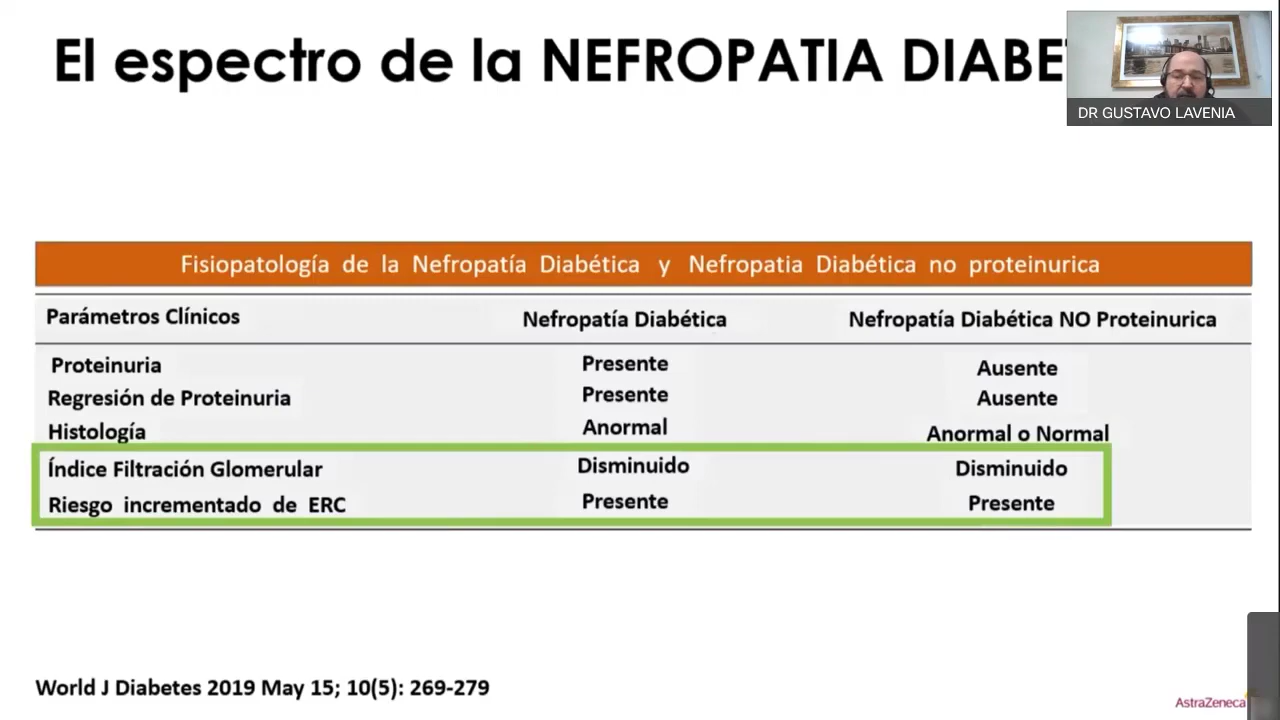 El espectro de la NEFROPATIA DIABE
DR GUSTAVO LAVENIA
Fisiopatología de la Nefropatía Diabética y Nefropatia Diabética no proteinurica
Parámetros Clínicos Nefropatía Diabética Nefropatía Diabética NO Proteinurica
Proteinuria Presente Ausente
Regresión de Proteinuria Presente Ausente
Histología Anormal Anormal o Normal
Índice Filtración Glomerular Disminuido Disminuido
Riesgo incrementado de ERC Presente Presente
World J Diabetes 2019 May 15; 10(5): 269-279
AstraZeneca